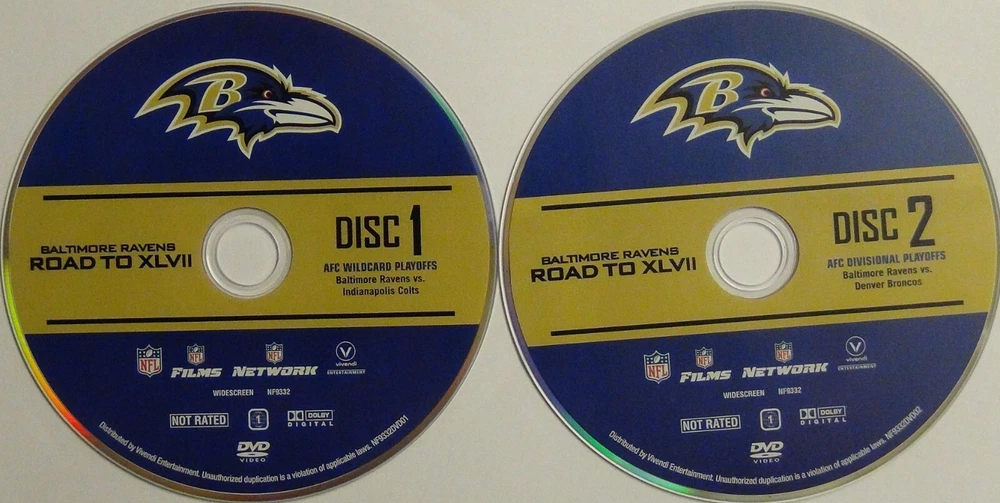 B
BALTIMORE RAVENS
ROAD TO XLVII
DISC 1
AFC WILDCARD PLAYOFFS
Baltimore Ravens vs.
Indianapolis Colts
NFL
NFL
FILMS
NFL
NETWORK
V
vivendi
ENTERTAINMENT
WIDESCREEN NF9332
NOT RATED
1
DOLBY
DIGITAL
DVD
VIDEO
Distributed by Vivendi Entertainment. Unauthorized duplication is a violation of applicable laws. NF9332DVD01
B
BALTIMORE RAVENS
ROAD TO XLVII
DISC 2
AFC DIVISIONAL PLAYOFFS
Baltimore Ravens vs.
Denver Broncos
NFL
NFL
FILMS
NFL
NETWORK
V
vivendi
ENTERTAINMENT
WIDESCREEN NF9332
NOT RATED
1
DOLBY
DIGITAL
DVD
VIDEO
Distributed by Vivendi Entertainment. Unauthorized duplication is a violation of applicable laws. NF9332DVD02